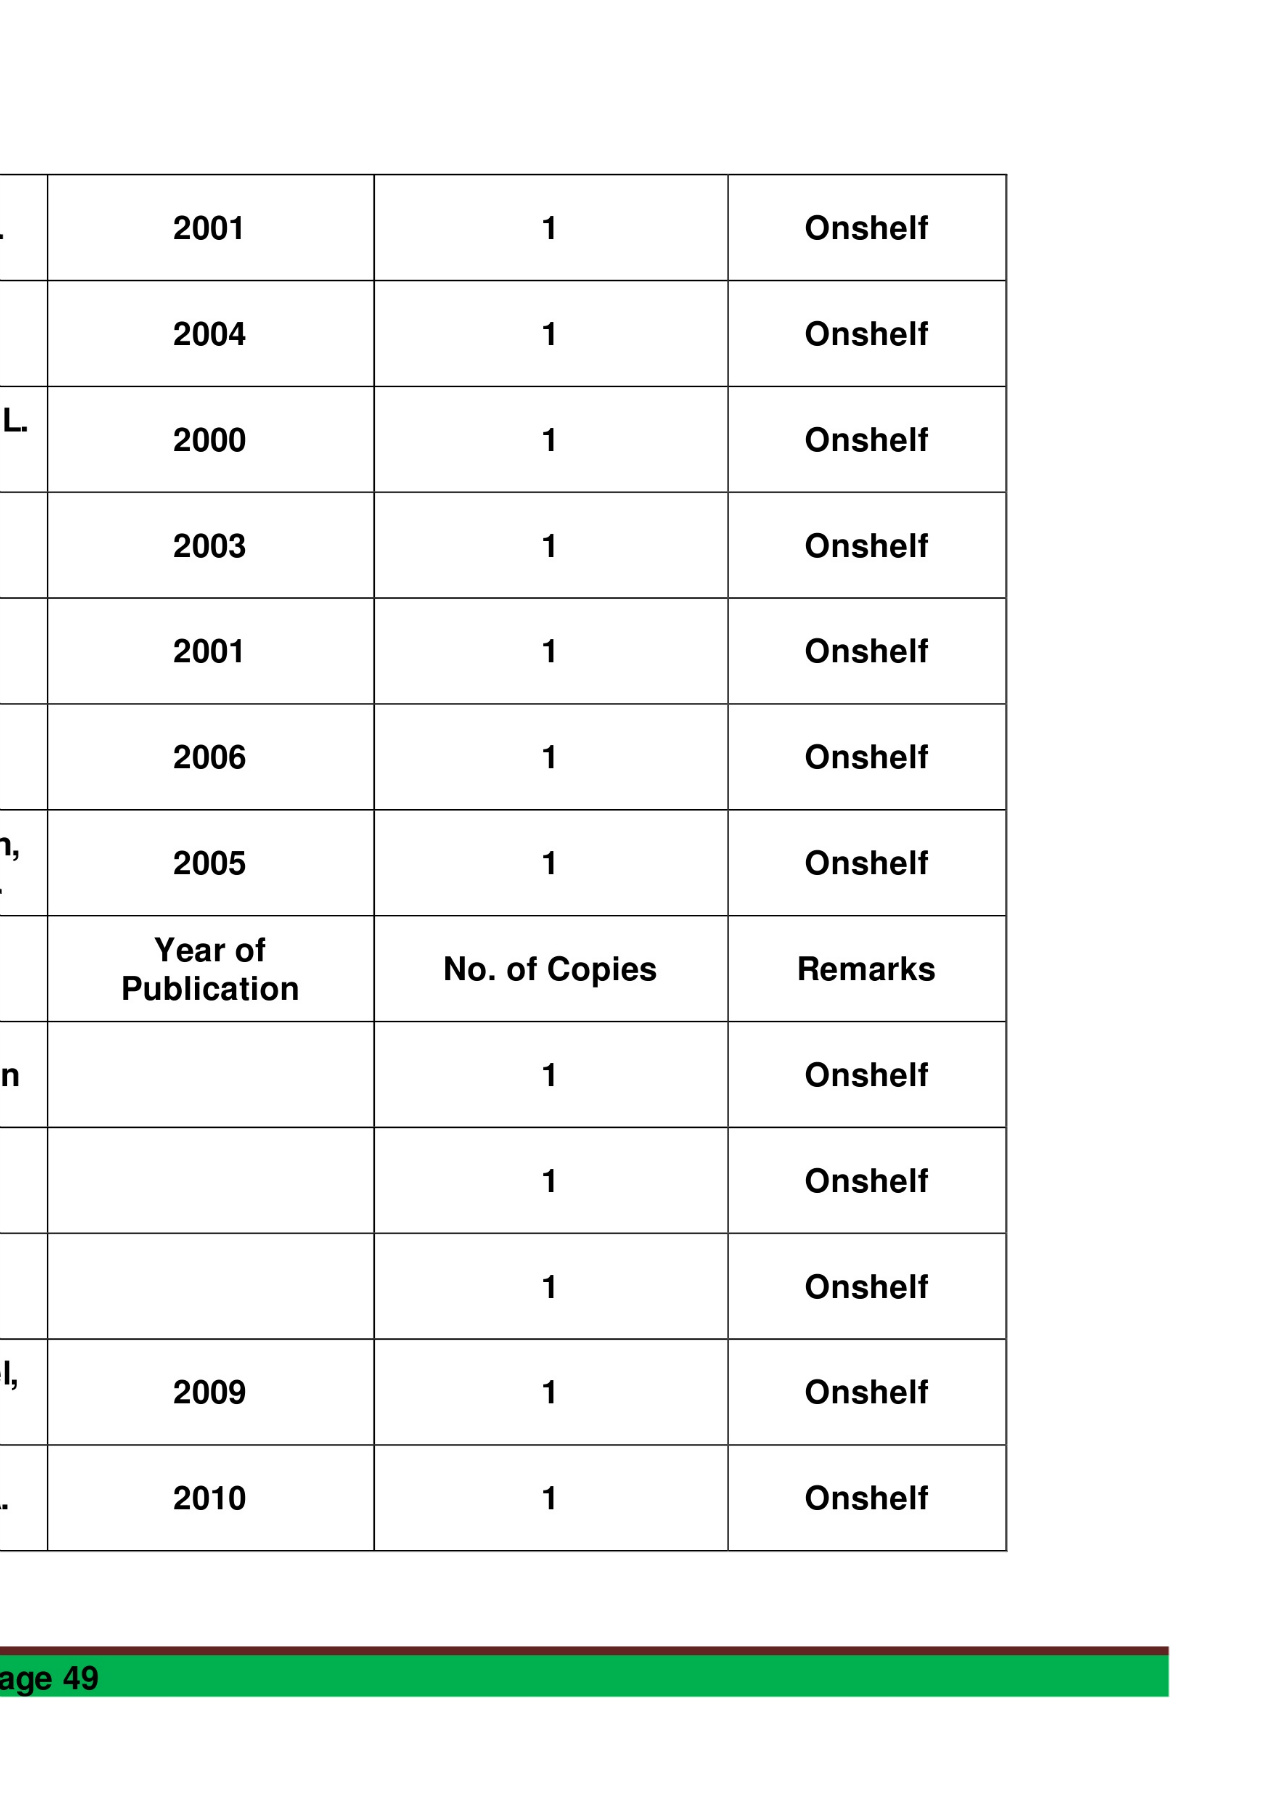 . 2001 1 Onshelf
2004 1 Onshelf
L.
2000 1 Onshelf
2003 1 Onshelf
2001 1 Onshelf
2006 1 Onshelf
n,
2005 1 Onshelf
Year of
Publication No. of Copies Remarks
n 1 Onshelf
1 Onshelf
1 Onshelf
l,
2009 1 Onshelf
. 2010 1 Onshelf
age 49